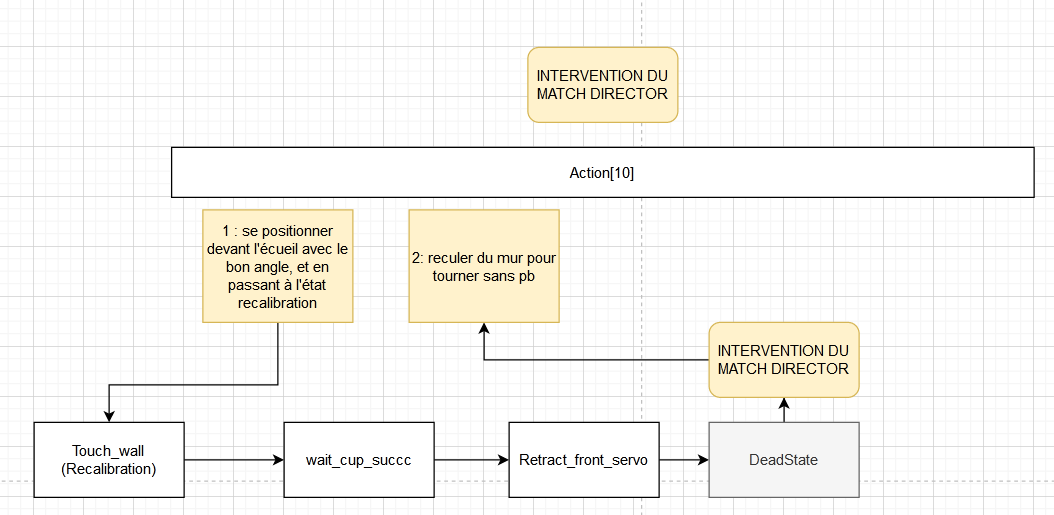 INTERVENTION DU
MATCH DIRECTOR
Action[10]
1 : se positionner
devant l'écueil avec le
bon angle, et en
passant à l'état
recalibration
2: reculer du mur pour
tourner sans pb
INTERVENTION DU
MATCH DIRECTOR
Touch_wall
(Recalibration)
wait_cup_succc
Retract_front_servo
DeadState